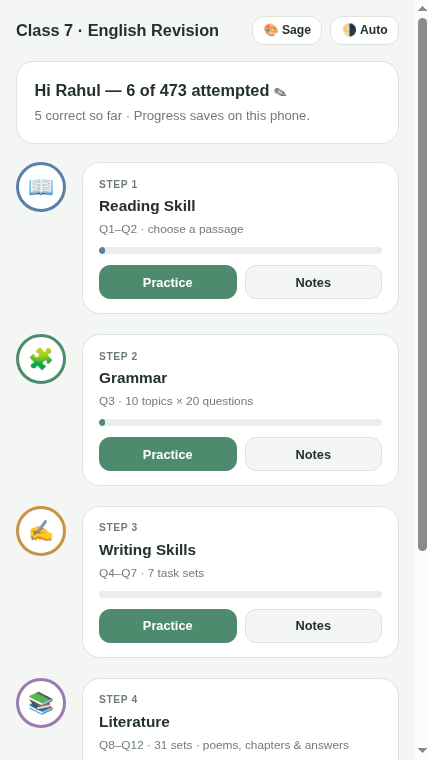 Class 7 · English Revision
🎨 Sage
🌗 Auto
Hi Rahul — 6 of 473 attempted ✎
5 correct so far · Progress saves on this phone.
STEP 1
Reading Skill
Q1–Q2 · choose a passage
Practice
Notes
STEP 2
Grammar
Q3 · 10 topics × 20 questions
Practice
Notes
STEP 3
Writing Skills
Q4–Q7 · 7 task sets
Practice
Notes
STEP 4
Literature
Q8–Q12 · 31 sets · poems, chapters & answers